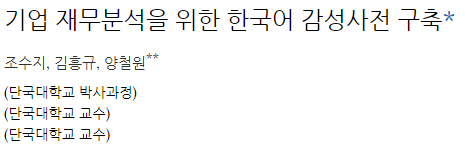 기업 재무분석을 위한 한국어 감성사전 구축*
조수지, 김흥규, 양철원**
(단국대학교 박사과정)
(단국대학교 교수)
(단국대학교 교수)